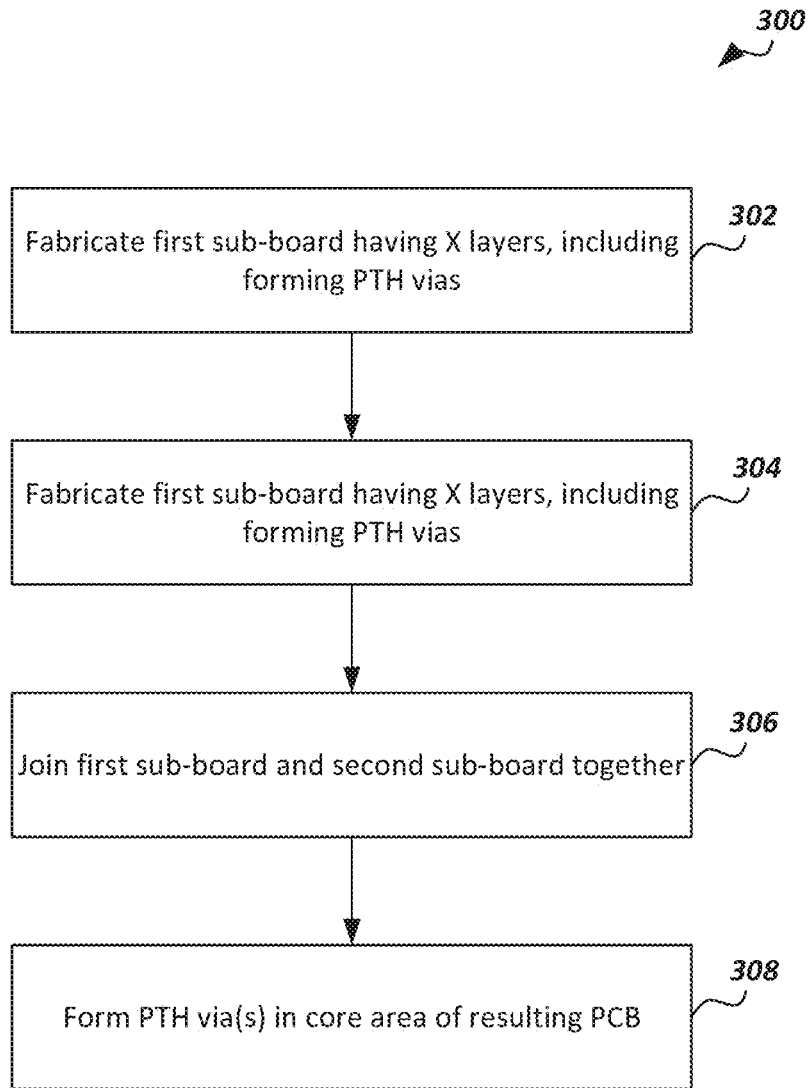 300
302
Fabricate first sub-board having X layers, including
forming PTH vias
304
Fabricate first sub-board having X layers, including
forming PTH vias
306
Join first sub-board and second sub-board together
308
Form PTH via(s) in core area of resulting PCB